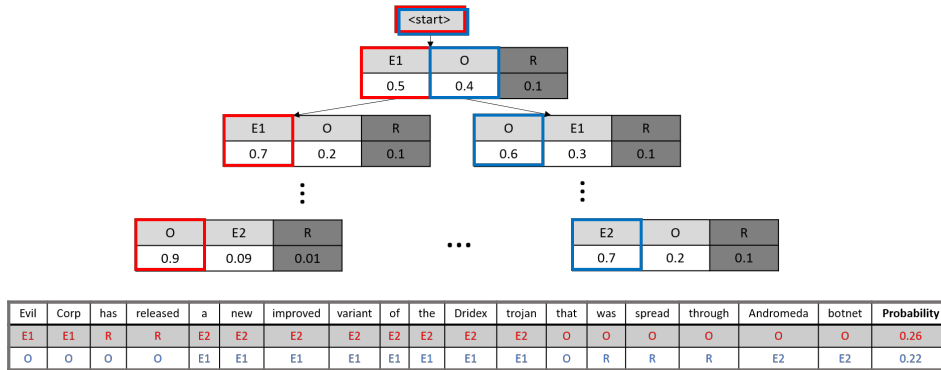 <start>
E1 O R
0.5 0.4 0.1
E1 O R O E1 R
0.7 0.2 0.1 0.6 0.3 0.1
O E2 R E2 O R
0.9 0.09 0.01 0.7 0.2 0.1
Evil Corp has released a new improved variant of the Dridex trojan that was spread through Andromeda botnet Probability
E1 E1 R R E2 E2 E2 E2 E2 E2 E2 E2 O O O O O O 0.26
O O O O E1 E1 E1 E1 E1 E1 E1 E1 O R R R E2 E2 0.22